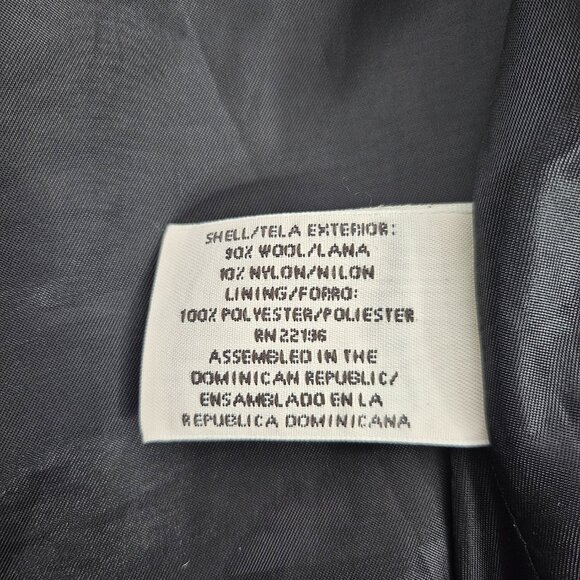 SHELL/TELA EXTERIOR:
90% WOOL/LANA
10% NYLON/NILON
LINING/FORRO:
100% POLYESTER/POLIESTER
RN 22196
ASSEMBLED IN THE
DOMINICAN REPUBLIC/
ENSAMBLADO EN LA
REPUBLICA DOMINICANA